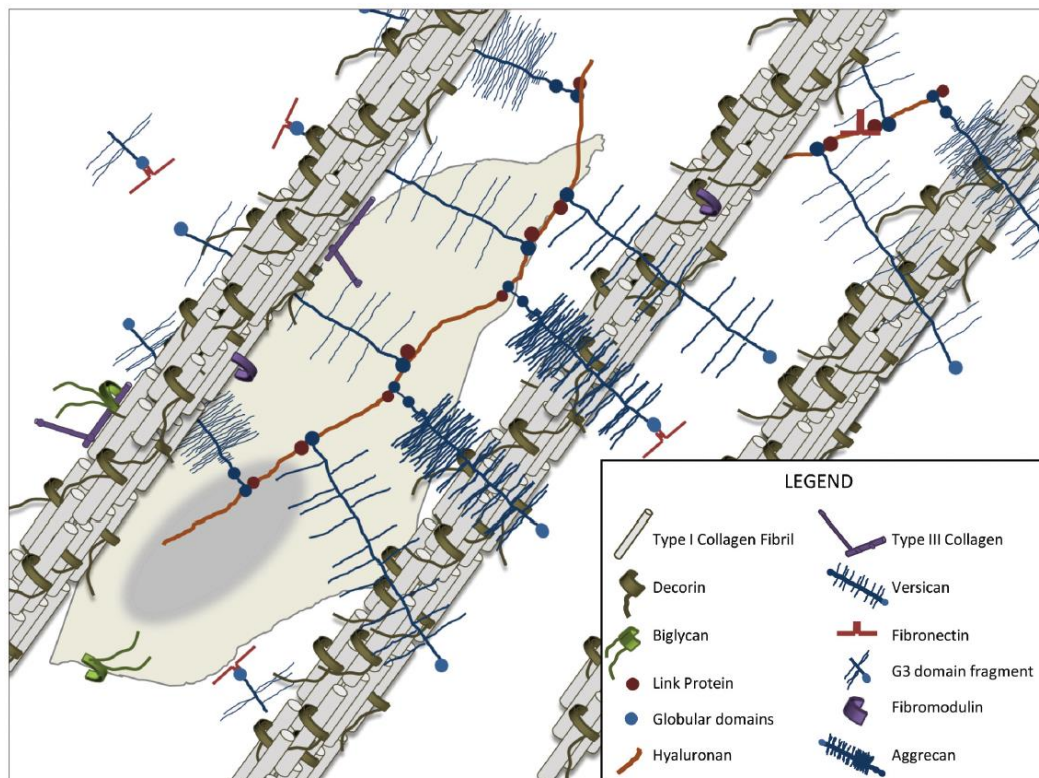 LEGEND
Type I Collagen Fibril
Type III Collagen
Decorin
Versican
Biglycan
Fibronectin
Link Protein
G3 domain fragment
Globular domains
Fibromodulin
Hyaluronan
Aggrecan